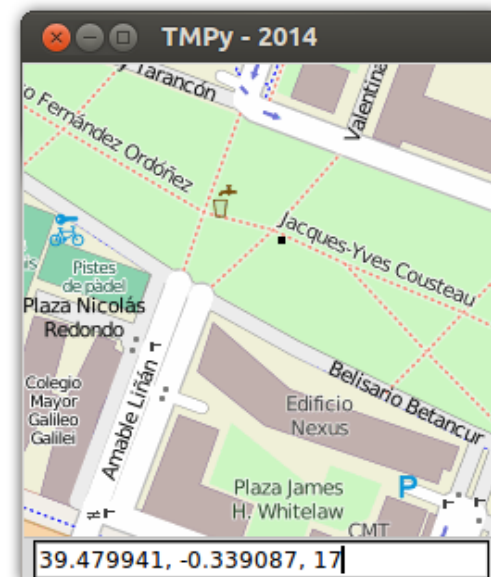 TMPy - 2014
y Tarancón
Valentina
o Fernández Ordóñez
Jacques-Yves Cousteau
Pistes
de pàdel
Plaza Nicolás
Redondo
Belisario Betancur
Colegio
Mayor
Galileo
Galilei
Amable Liñán
Edificio
Nexus
P
Plaza James
H. Whitelaw
CMT
39.479941, -0.339087, 17